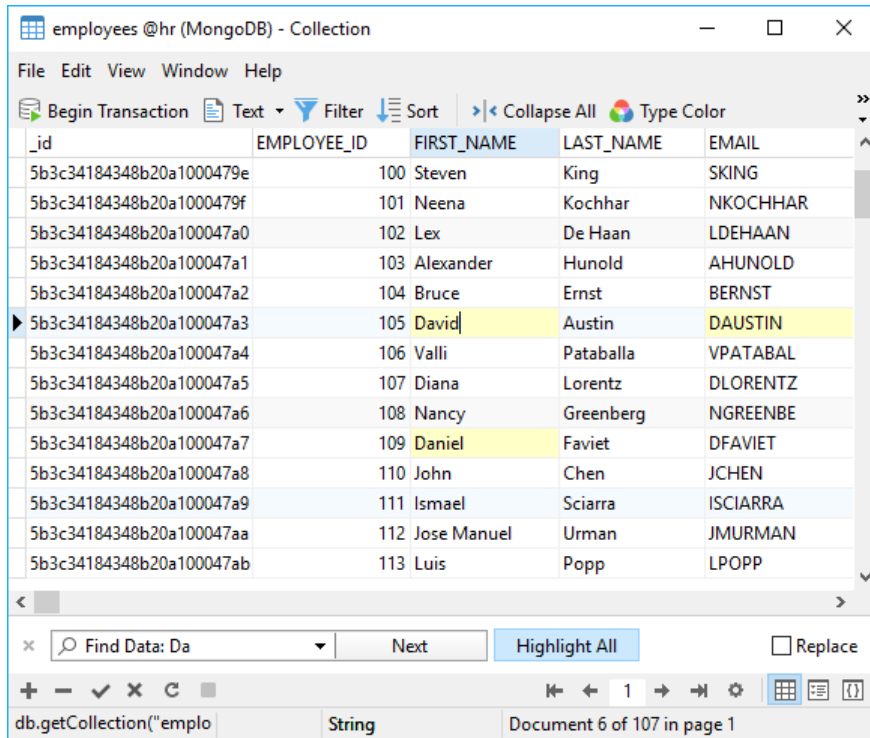 employees @hr (MongoDB) - Collection
File Edit View Window Help
Begin Transaction Text Filter Sort Collapse All Type Color
_id EMPLOYEE_ID FIRST_NAME LAST_NAME EMAIL
5b3c34184348b20a1000479e 100 Steven King SKING
5b3c34184348b20a1000479f 101 Neena Kochhar NKOCHHAR
5b3c34184348b20a100047a0 102 Lex De Haan LDEHAAN
5b3c34184348b20a100047a1 103 Alexander Hunold AHUNOLD
5b3c34184348b20a100047a2 104 Bruce Ernst BERNST
5b3c34184348b20a100047a3 105 David Austin DAUSTIN
5b3c34184348b20a100047a4 106 Valli Pataballa VPATABAL
5b3c34184348b20a100047a5 107 Diana Lorentz DLORENTZ
5b3c34184348b20a100047a6 108 Nancy Greenberg NGREENBE
5b3c34184348b20a100047a7 109 Daniel Faviet DFAVIET
5b3c34184348b20a100047a8 110 John Chen JCHEN
5b3c34184348b20a100047a9 111 Ismael Sciarra ISCIARRA
5b3c34184348b20a100047aa 112 Jose Manuel Urman JMURMAN
5b3c34184348b20a100047ab 113 Luis Popp LPOPP
Find Data: Da Next Highlight All Replace
1
db.getCollection("emplo String Document 6 of 107 in page 1